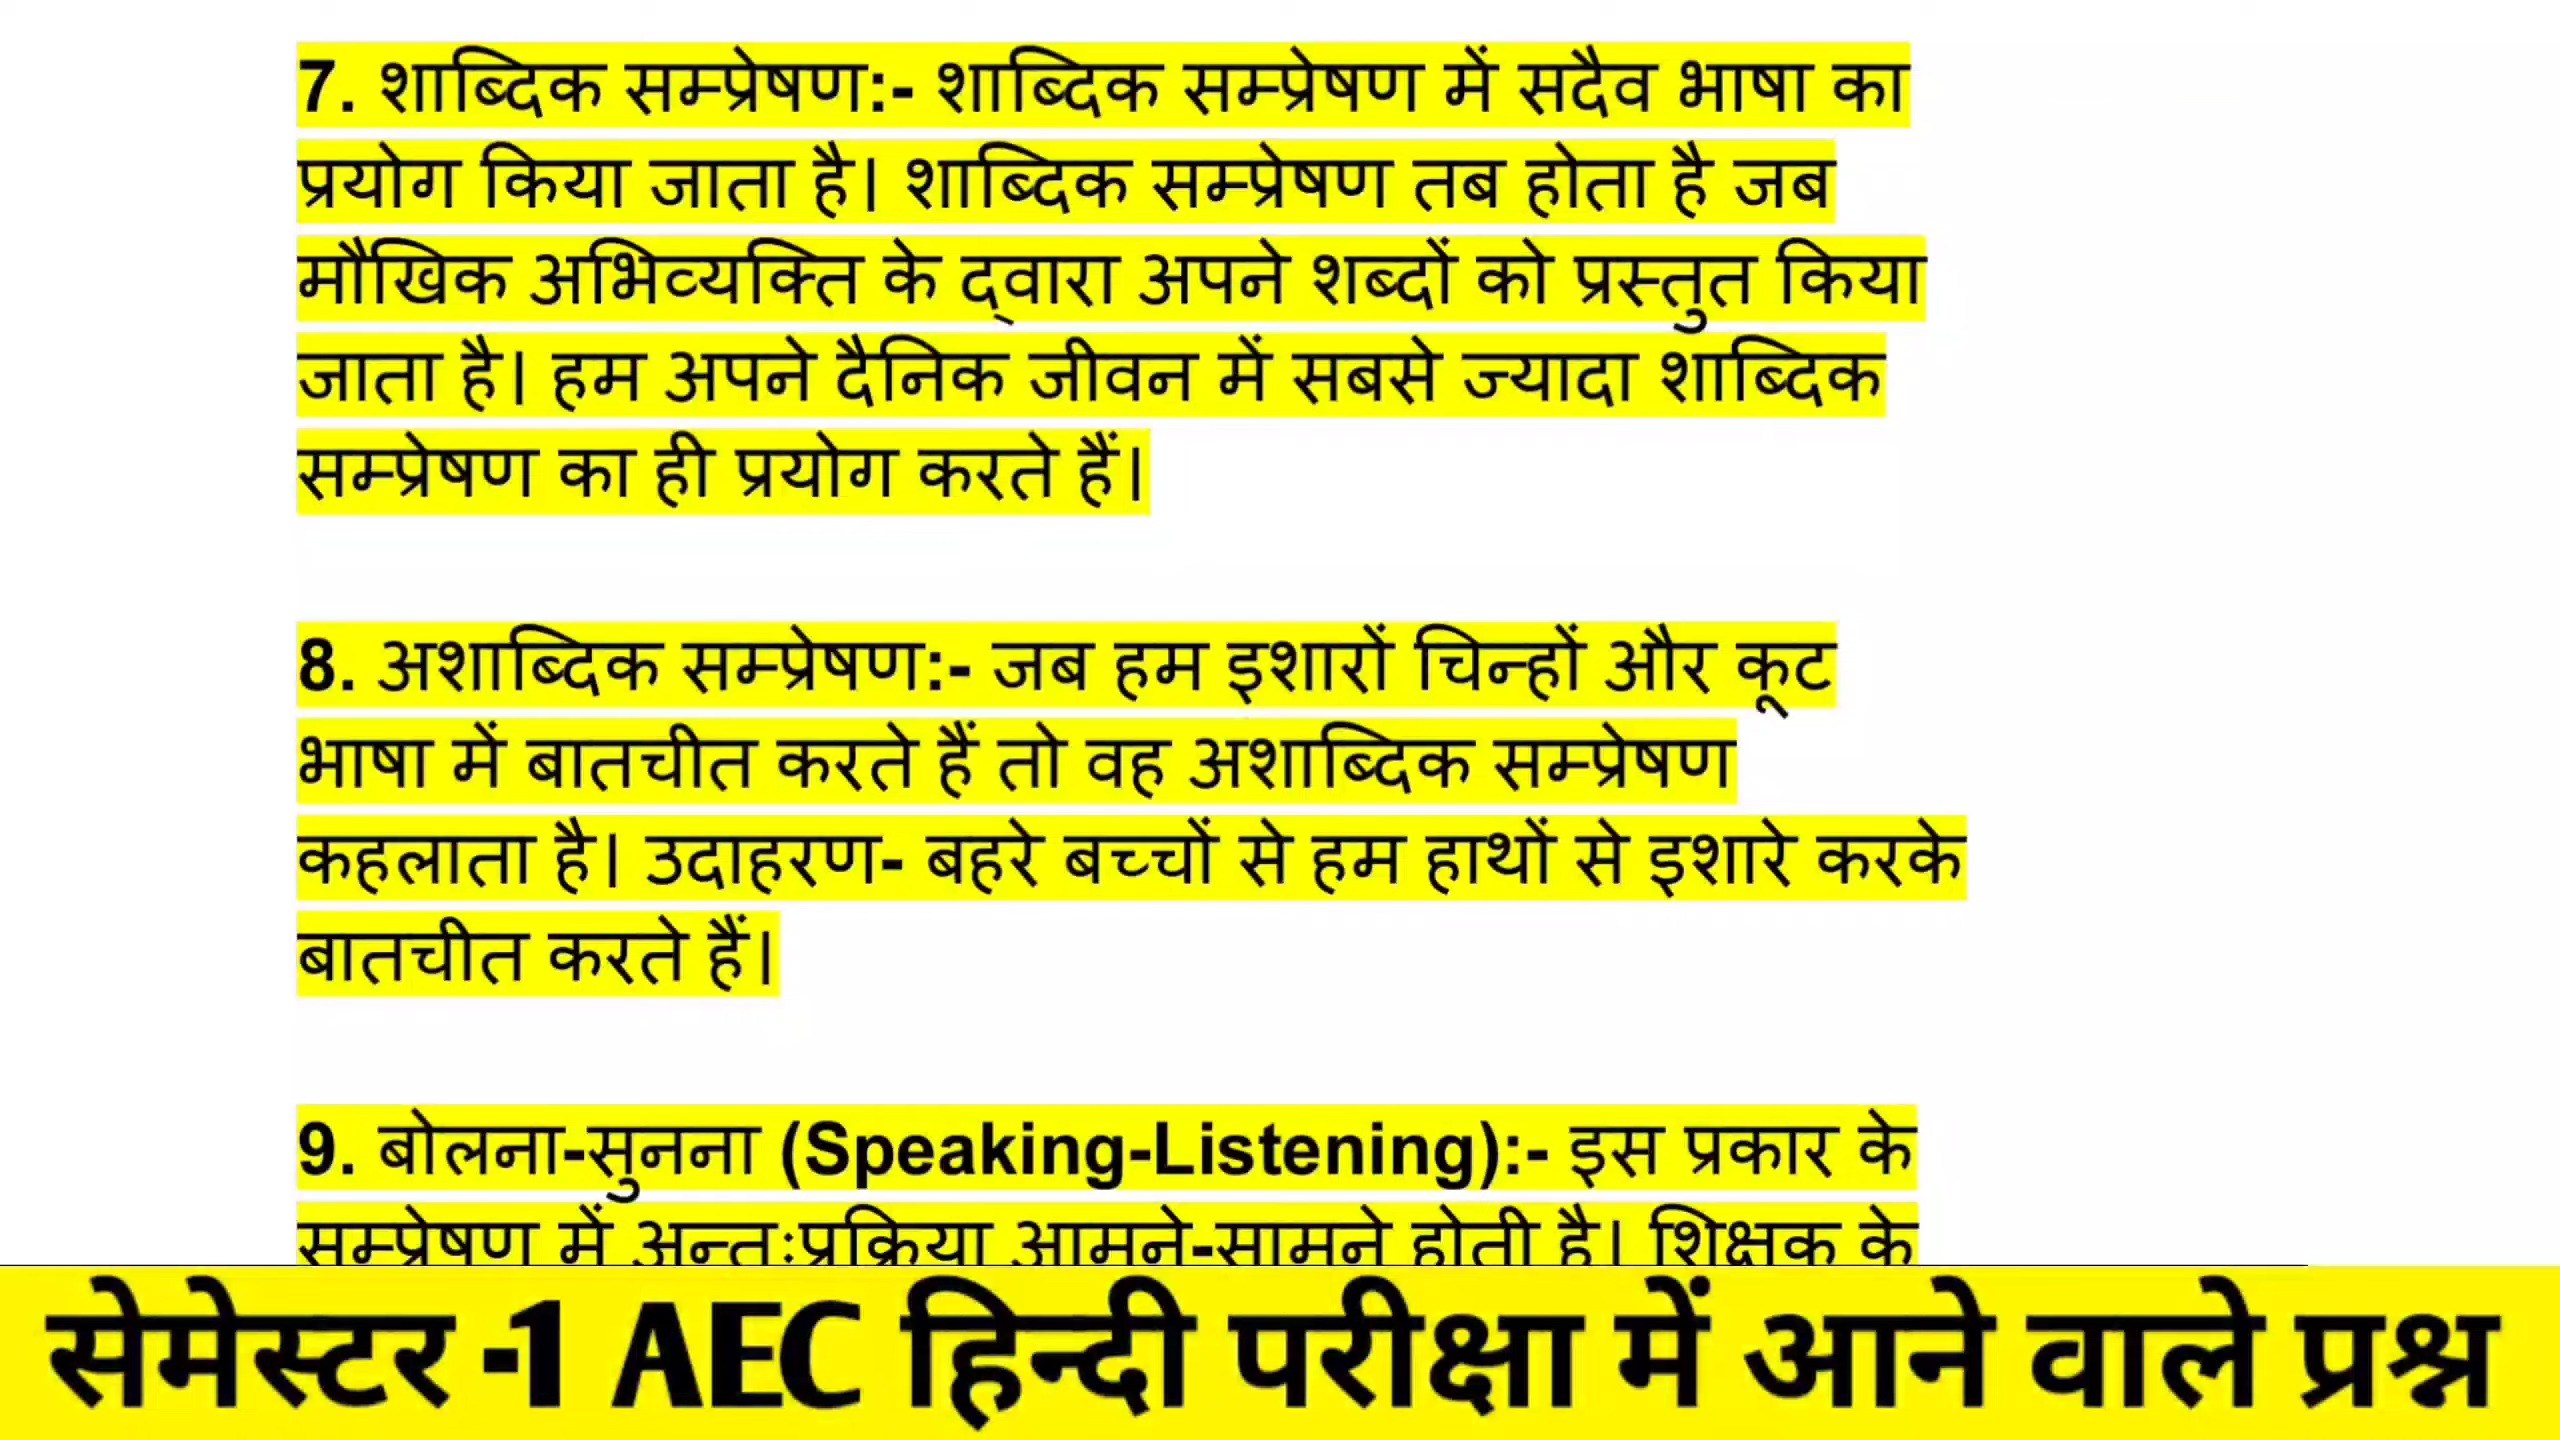 7. शाब्दिक सम्प्रेषण:- शाब्दिक सम्प्रेषण में सदैव भाषा का
प्रयोग किया जाता है। शाब्दिक सम्प्रेषण तब होता है जब
मौखिक अभिव्यक्ति के द्वारा अपने शब्दों को प्रस्तुत किया
जाता है। हम अपने दैनिक जीवन में सबसे ज्यादा शाब्दिक
सम्प्रेषण का ही प्रयोग करते हैं।
8. अशाब्दिक सम्प्रेषण:- जब हम इशारों चिन्हों और कूट
भाषा में बातचीत करते हैं तो वह अशाब्दिक सम्प्रेषण
कहलाता है। उदाहरण- बहरे बच्चों से हम हाथों से इशारे करके
बातचीत करते हैं।
9. बोलना-सुनना (Speaking-Listening):- इस प्रकार के
सम्प्रेषण में अन्तःप्रक्रिया आमने-सामने होती है। शिक्षक के
सेमेस्टर -1 AEC हिन्दी परीक्षा में आने वाले प्रश्न